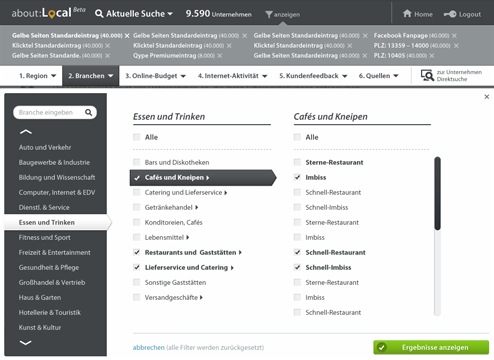 about:Local Beta
Aktuelle Suche
9.590 Unternehmen
anzeigen
Home
Logout
Gelbe Seiten Standardeintrag (40.000) ×
Gelbe Seiten Standardeintrag (40.000) ×
Gelbe Seiten Standardeintrag (40.000) ×
Facebook Fanpage (40.000) ×
Klicktel Standardeintrag (40.000) ×
Klicktel Standardeintrag (40.000) ×
Klicktel Standardeintrag (40.000) ×
PLZ: 13359 – 14000 (40.000) ×
Gelbe Seiten Standarde. (40.000) ×
Qype Premiumeintrag (8.000) ×
Gelbe Seiten Standardeintrag (40.000) ×
PLZ: 10405 (40.000) ×
1. Region
2. Branchen
3. Online-Budget
4. Internet-Aktivität
5. Kundenfeedback
6. Quellen
zur Unternehmen
Direktsuche
Branche eingeben
Auto und Verkehr
Baugewerbe & Industrie
Bildung und Wissenschaft
Computer, Internet & EDV
Dienstl. & Service
Essen und Trinken
Fitness und Sport
Freizeit & Entertainment
Gesundheit & Pflege
Großhandel & Vertrieb
Haus & Garten
Hotellerie & Touristik
Kunst & Kultur
Essen und Trinken
Alle
Bars und Diskotheken
Cafés und Kneipen
Catering und Lieferservice
Getränkehandel
Konditoreien, Cafés
Lebensmittel
Restaurants und Gaststätten
Lieferservice und Catering
Sonstige Gaststätten
Versandgeschäfte
Cafés und Kneipen
Alle
Sterne-Restaurant
Imbiss
Schnell-Restaurant
Schnell-Imbiss
Sterne-Restaurant
Imbiss
Schnell-Restaurant
Schnell-Imbiss
Sterne-Restaurant
Imbiss
Schnell-Restaurant
abbrechen (alle Filter werden zurückgesetzt)
Ergebnisse anzeigen